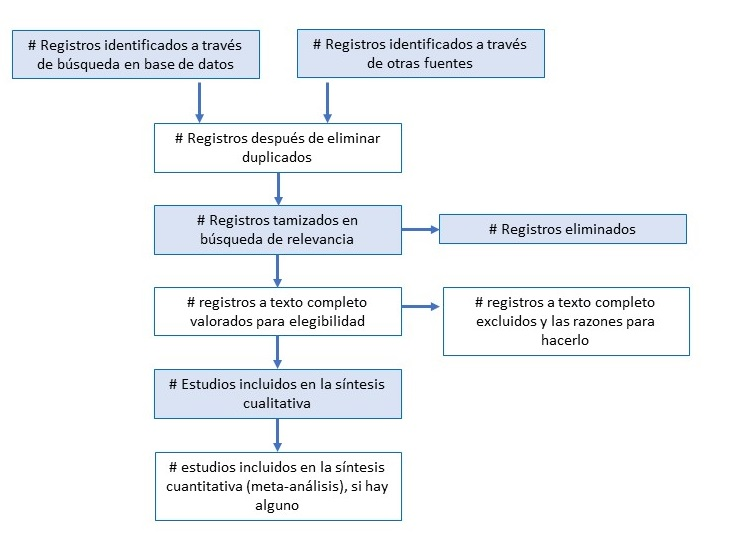 # Registros identificados a través
de búsqueda en base de datos
# Registros identificados a través
de otras fuentes
# Registros después de eliminar
duplicados
# Registros tamizados en
búsqueda de relevancia
# Registros eliminados
# registros a texto completo
valorados para elegibilidad
# registros a texto completo
excluidos y las razones para
hacerlo
# Estudios incluidos en la síntesis
cualitativa
# estudios incluidos en la síntesis
cuantitativa (meta-análisis), si hay
alguno